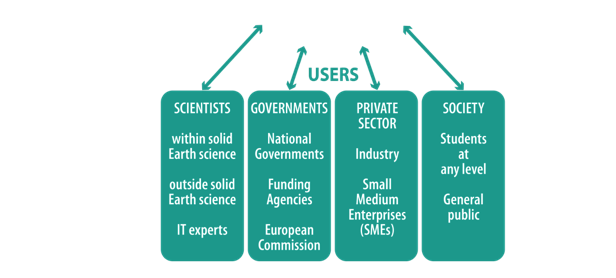 USERS
SCIENTISTS
within solid
Earth science
outside solid
Earth science
IT experts
GOVERNMENTS
National
Governments
Funding
Agencies
European
Commission
PRIVATE
SECTOR
Industry
Small
Medium
Enterprises
(SMEs)
SOCIETY
Students
at
any level
General
public